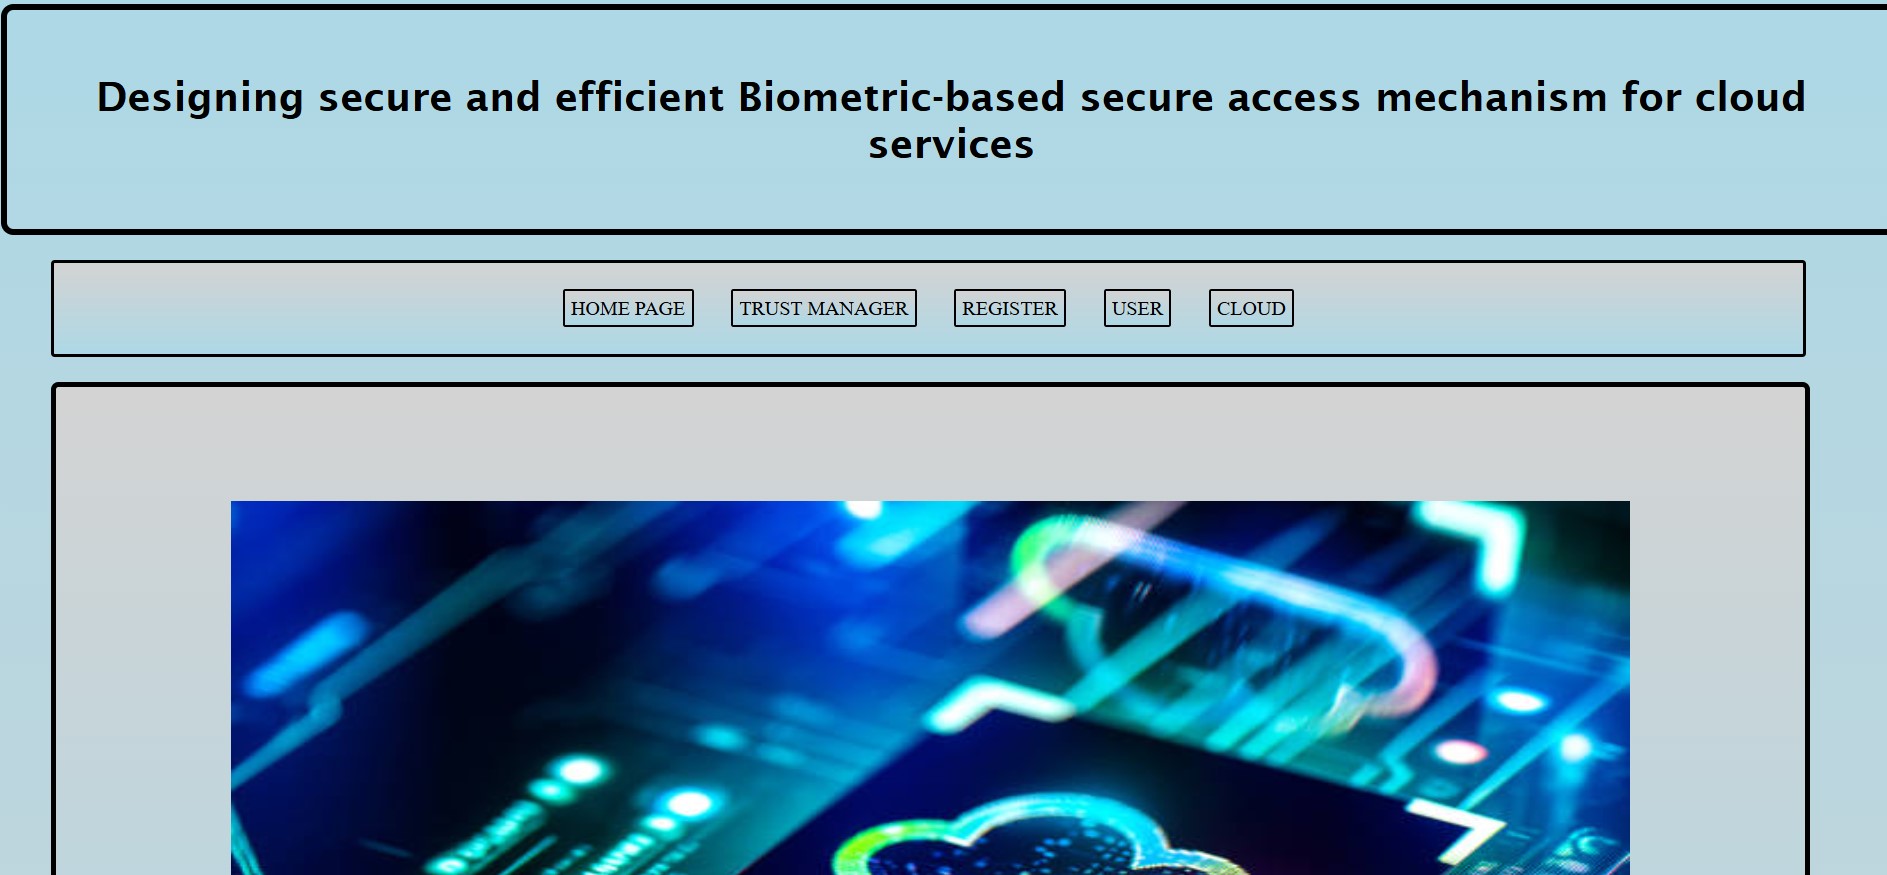 Designing secure and efficient Biometric-based secure access mechanism for cloud
services
HOME PAGE TRUST MANAGER REGISTER USER CLOUD